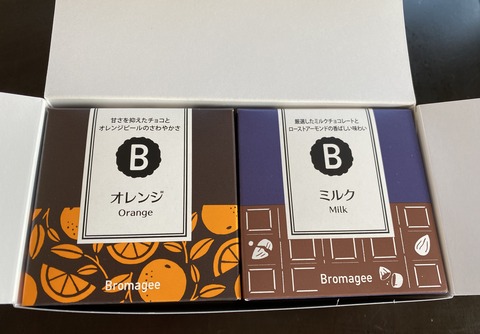 甘さを抑えたチョコと
オレンジピールのさわやかさ
B
オレンジ
Orange
Bromagee
厳選したミルクチョコレートと
ローストアーモンドの香ばしい味わい
B
ミルク
Milk
Bromagee